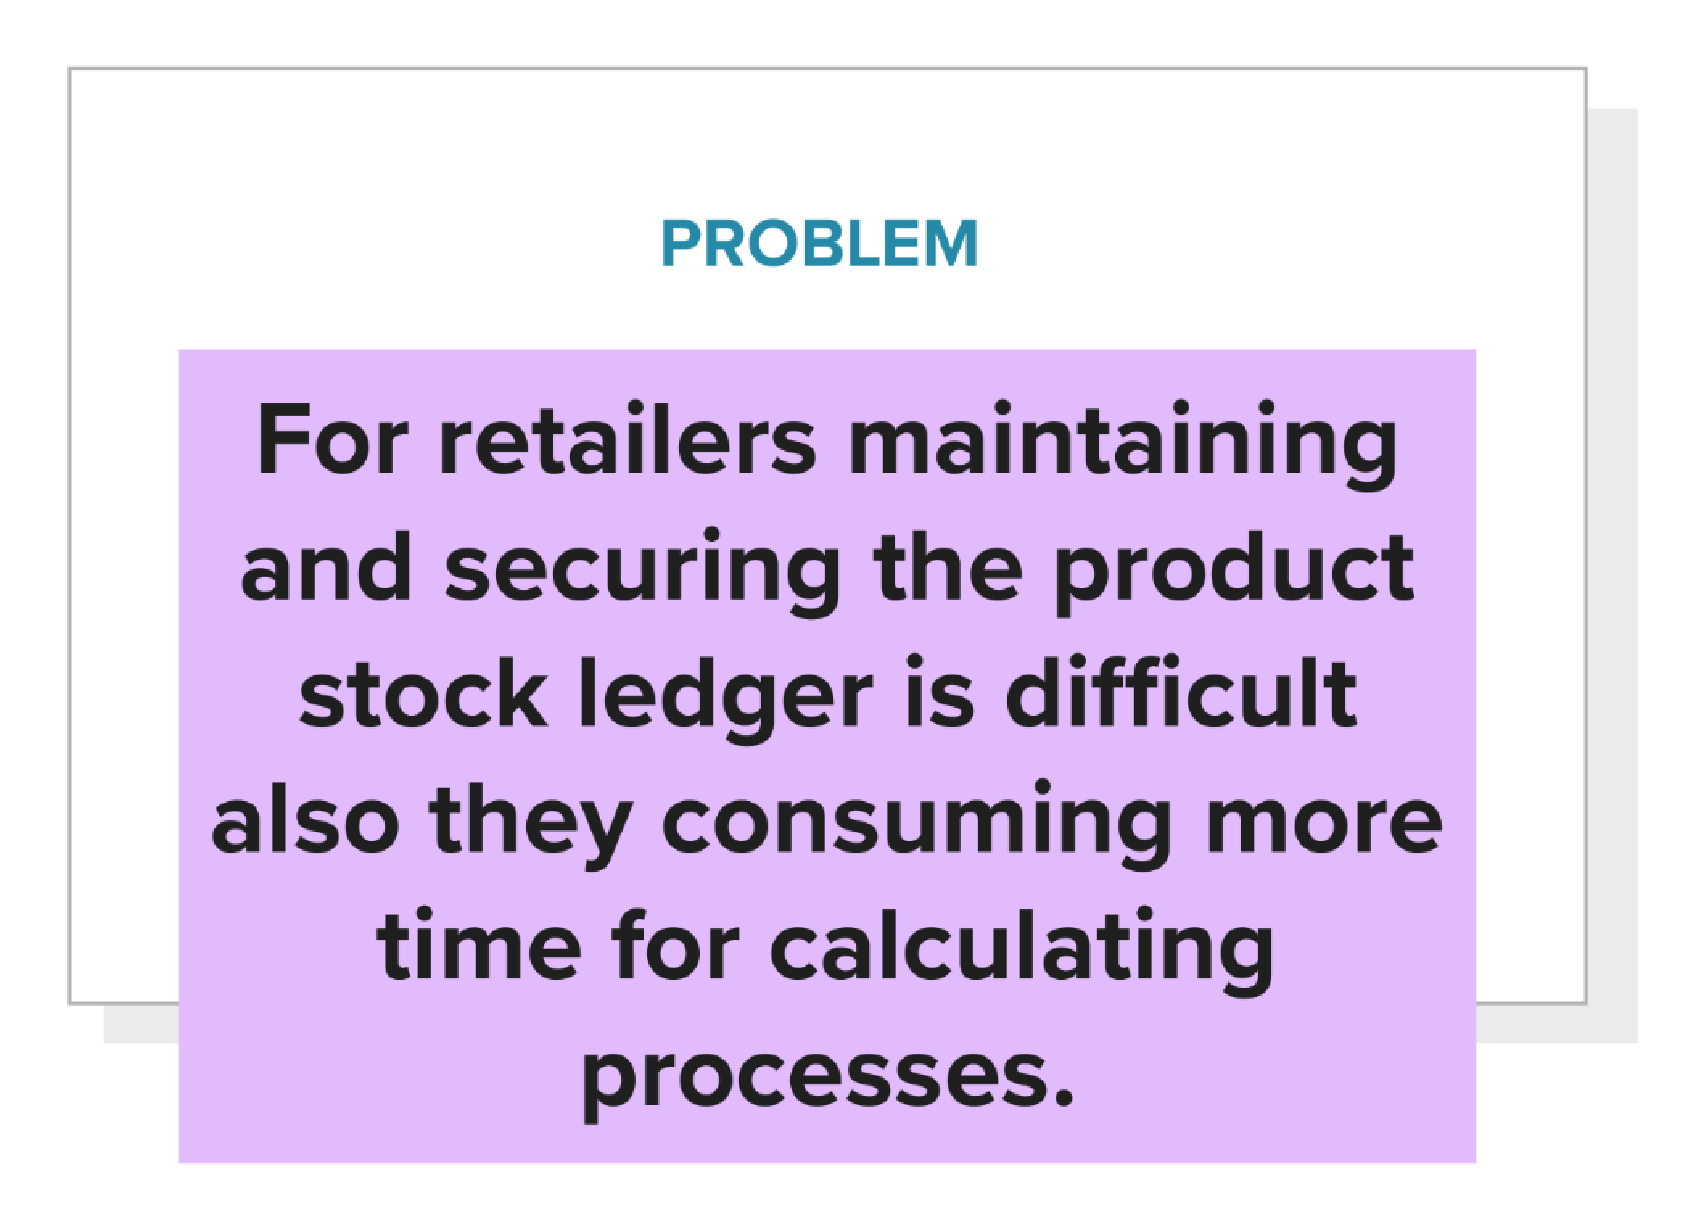 PROBLEM
For retailers maintaining
and securing the product
stock ledger is difficult
also they consuming more
time for calculating
processes.